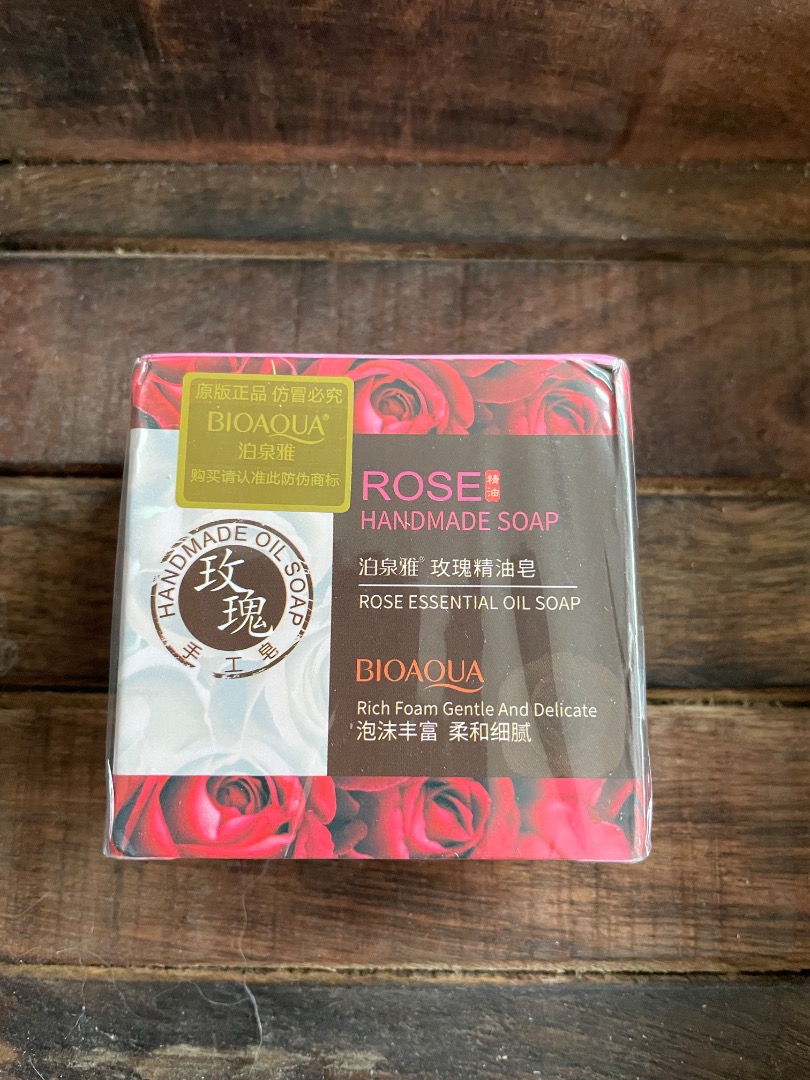 原版正品 仿冒必究
BIOAQUA®
泊泉雅
购买请认准此防伪商标
ROSE 精油
HANDMADE SOAP
HANDMADE OIL SOAP
玫瑰
手工皂
泊泉雅® 玫瑰精油皂
ROSE ESSENTIAL OIL SOAP
BIOAQUA
Rich Foam Gentle And Delicate
泡沫丰富 柔和细腻